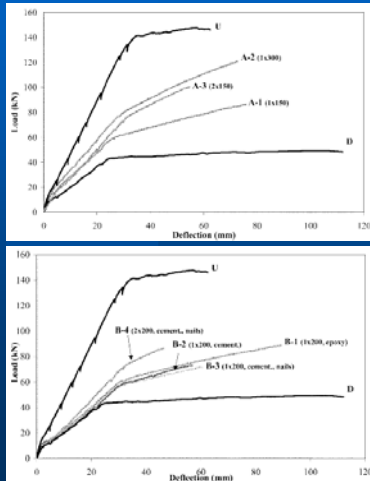 160
140
120
100
80
60
40
20
0
Load (kN)
U
A-2 (1x300)
A-3 (2x150)
A-1 (1x150)
D
0 20 40 60 80 100 120
Deflection (mm)
160
140
120
100
80
60
40
20
0
Load (kN)
U
B-4 (2x200, cement., nails)
B-2 (1x200, cement.)
B-1 (1x200, epoxy)
B-3 (1x200, cement., nails)
D
0 20 40 60 80 100 120
Deflection (mm)